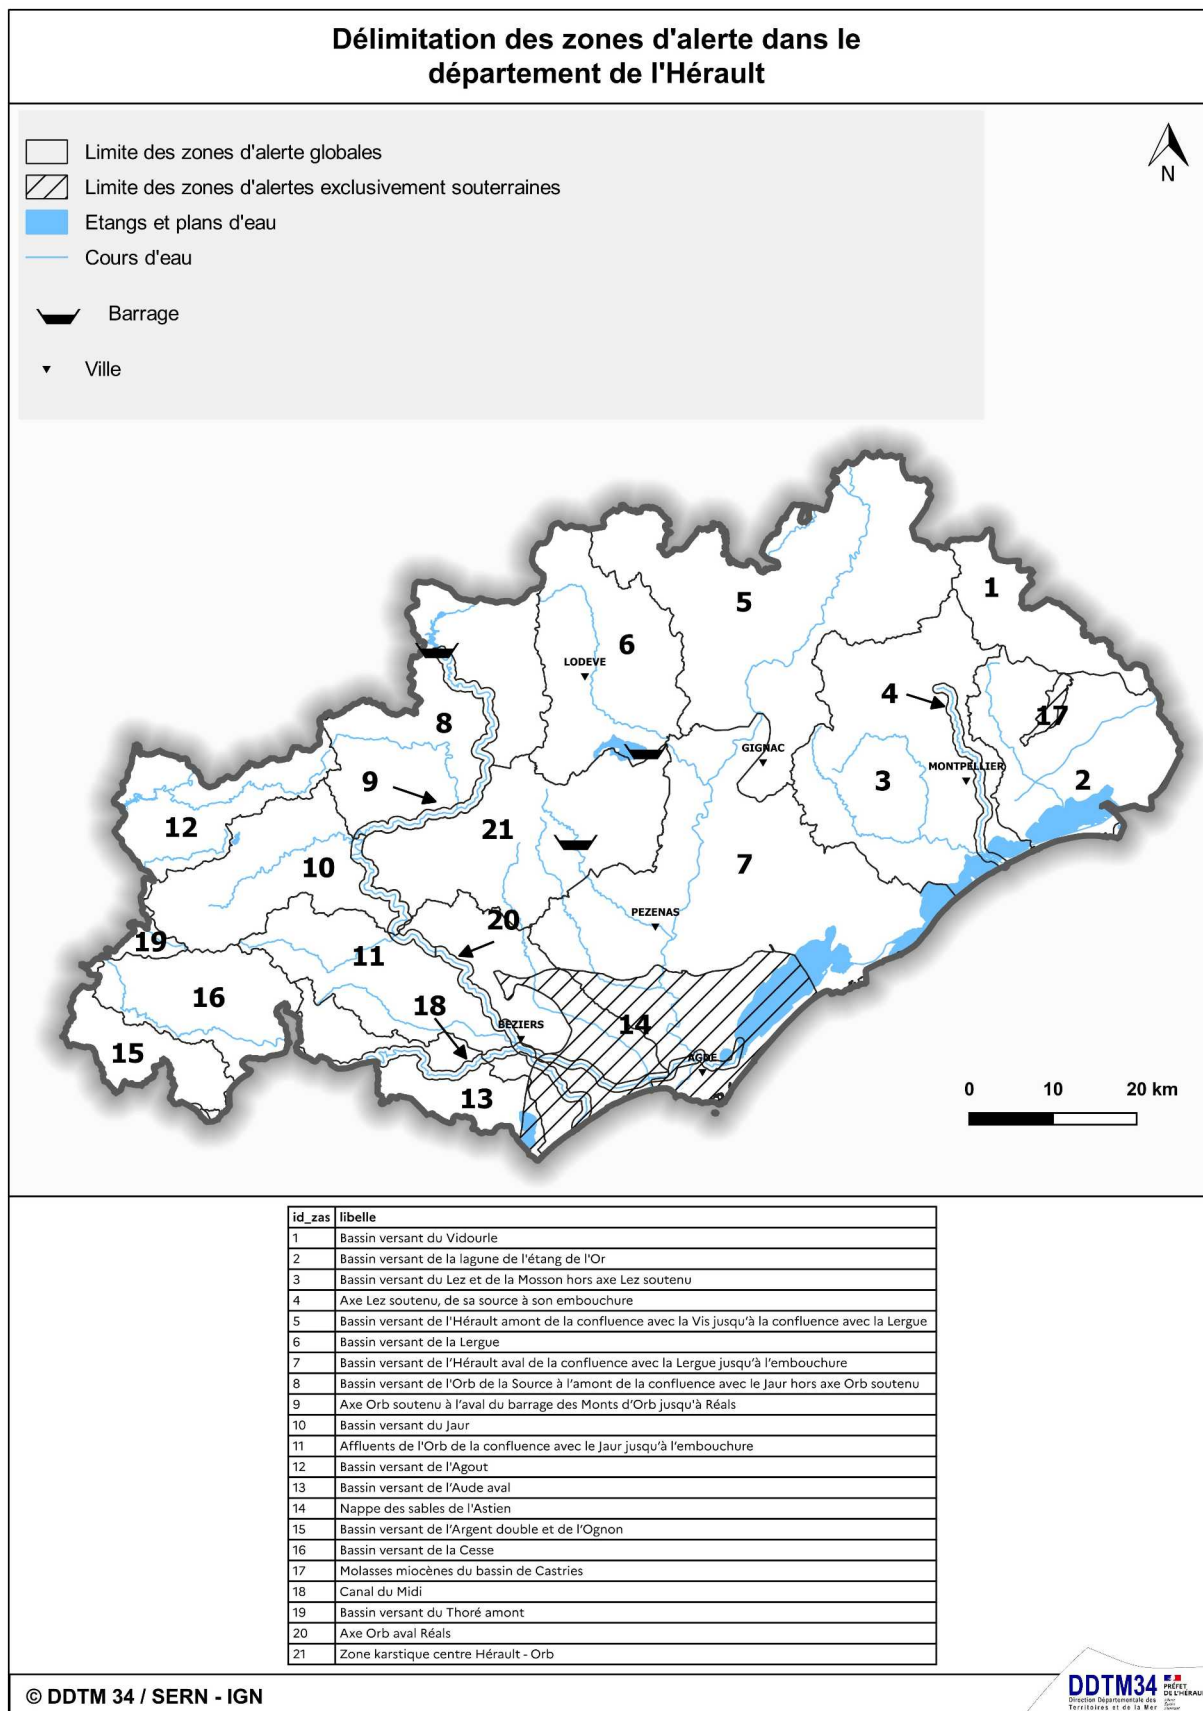 Délimitation des zones d'alerte dans le
département de l'Hérault
Limite des zones d'alerte globales
Limite des zones d'alertes exclusivement souterraines
Etangs et plans d'eau
Cours d'eau
Barrage
Ville
N
1
5
6
LODEVE
4
17
8
GIGNAC
MONTPELLIER
9
3
2
12
21
10
7
20
PEZENAS
19
11
16
18
BEZIERS
14
15
AGDE
13
0 10 20 km
id_zas libelle
1 Bassin versant du Vidourle
2 Bassin versant de la lagune de l'étang de l'Or
3 Bassin versant du Lez et de la Mosson hors axe Lez soutenu
4 Axe Lez soutenu, de sa source à son embouchure
5 Bassin versant de l'Hérault amont de la confluence avec la Vis jusqu'à la confluence avec la Lergue
6 Bassin versant de la Lergue
7 Bassin versant de l'Hérault aval de la confluence avec la Lergue jusqu'à l'embouchure
8 Bassin versant de l'Orb de la Source à l'amont de la confluence avec le Jaur hors axe Orb soutenu
9 Axe Orb soutenu à l'aval du barrage des Monts d'Orb jusqu'à Réals
10 Bassin versant du Jaur
11 Affluents de l'Orb de la confluence avec le Jaur jusqu'à l'embouchure
12 Bassin versant de l'Agout
13 Bassin versant de l'Aude aval
14 Nappe des sables de l'Astien
15 Bassin versant de l'Argent double et de l'Ognon
16 Bassin versant de la Cesse
17 Molasses miocènes du bassin de Castries
18 Canal du Midi
19 Bassin versant du Thoré amont
20 Axe Orb aval Réals
21 Zone karstique centre Hérault - Orb
© DDTM 34 / SERN - IGN
DDTM34
Direction Départementale des
Territoires et de la Mer
PRÉFET
DE L'HÉRAULT